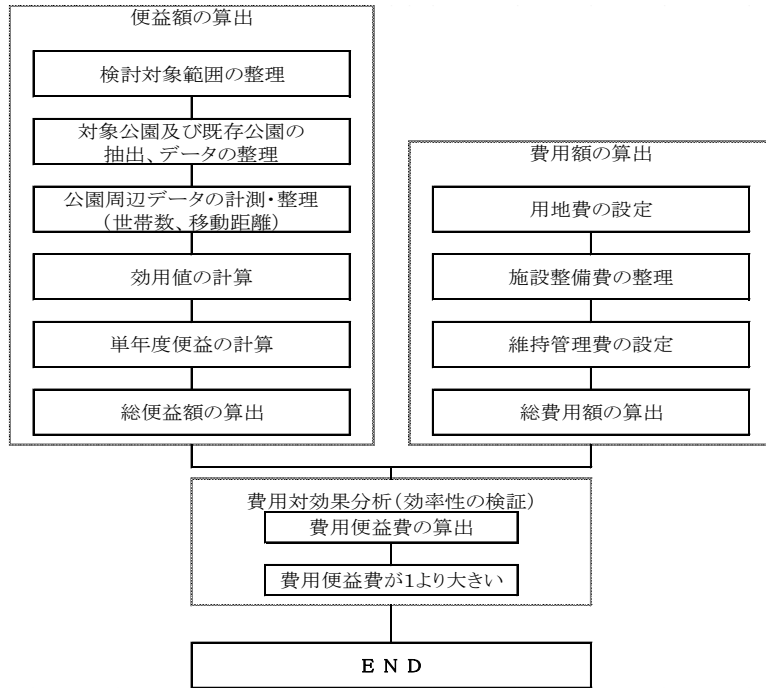 便益額の算出
検討対象範囲の整理
対象公園及び既存公園の
抽出、データの整理
公園周辺データの計測・整理
(世帯数、移動距離)
効用値の計算
単年度便益の計算
総便益額の算出
費用額の算出
用地費の設定
施設整備費の整理
維持管理費の設定
総費用額の算出
費用対効果分析(効率性の検証)
費用便益費の算出
費用便益費が1より大きい
END